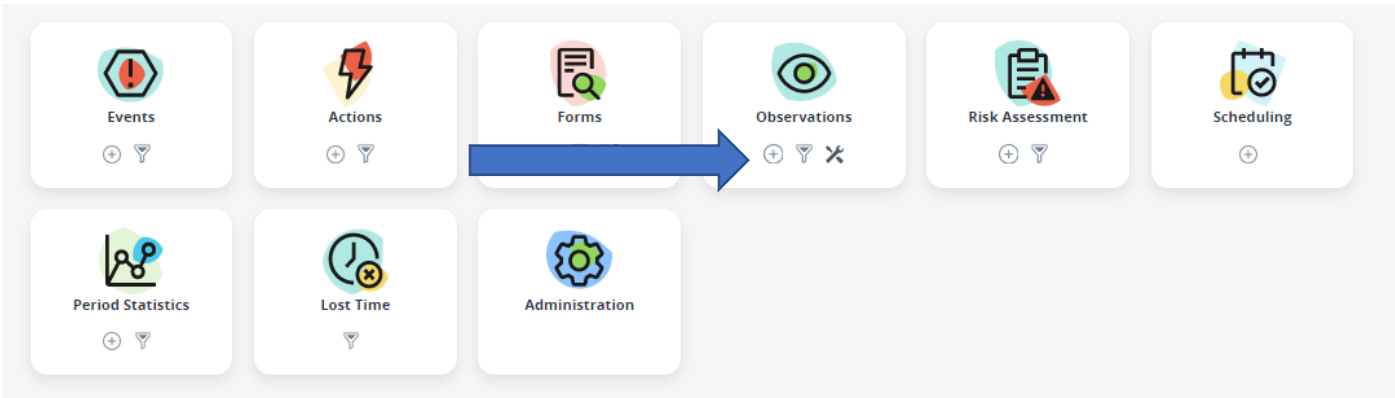 Events
Actions
Forms
Observations
Risk Assessment
Scheduling
Period Statistics
Lost Time
Administration